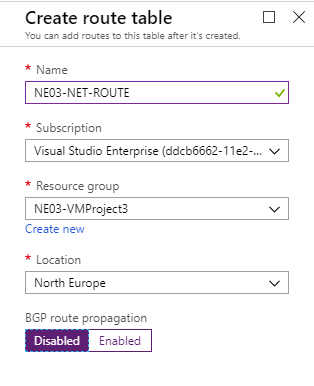 Create route table
You can add routes to this table after it's created.
* Name
NE03-NET-ROUTE
* Subscription
Visual Studio Enterprise (ddcb6662-11e2-...
* Resource group
NE03-VMProject3
Create new
* Location
North Europe
BGP route propagation
Disabled Enabled